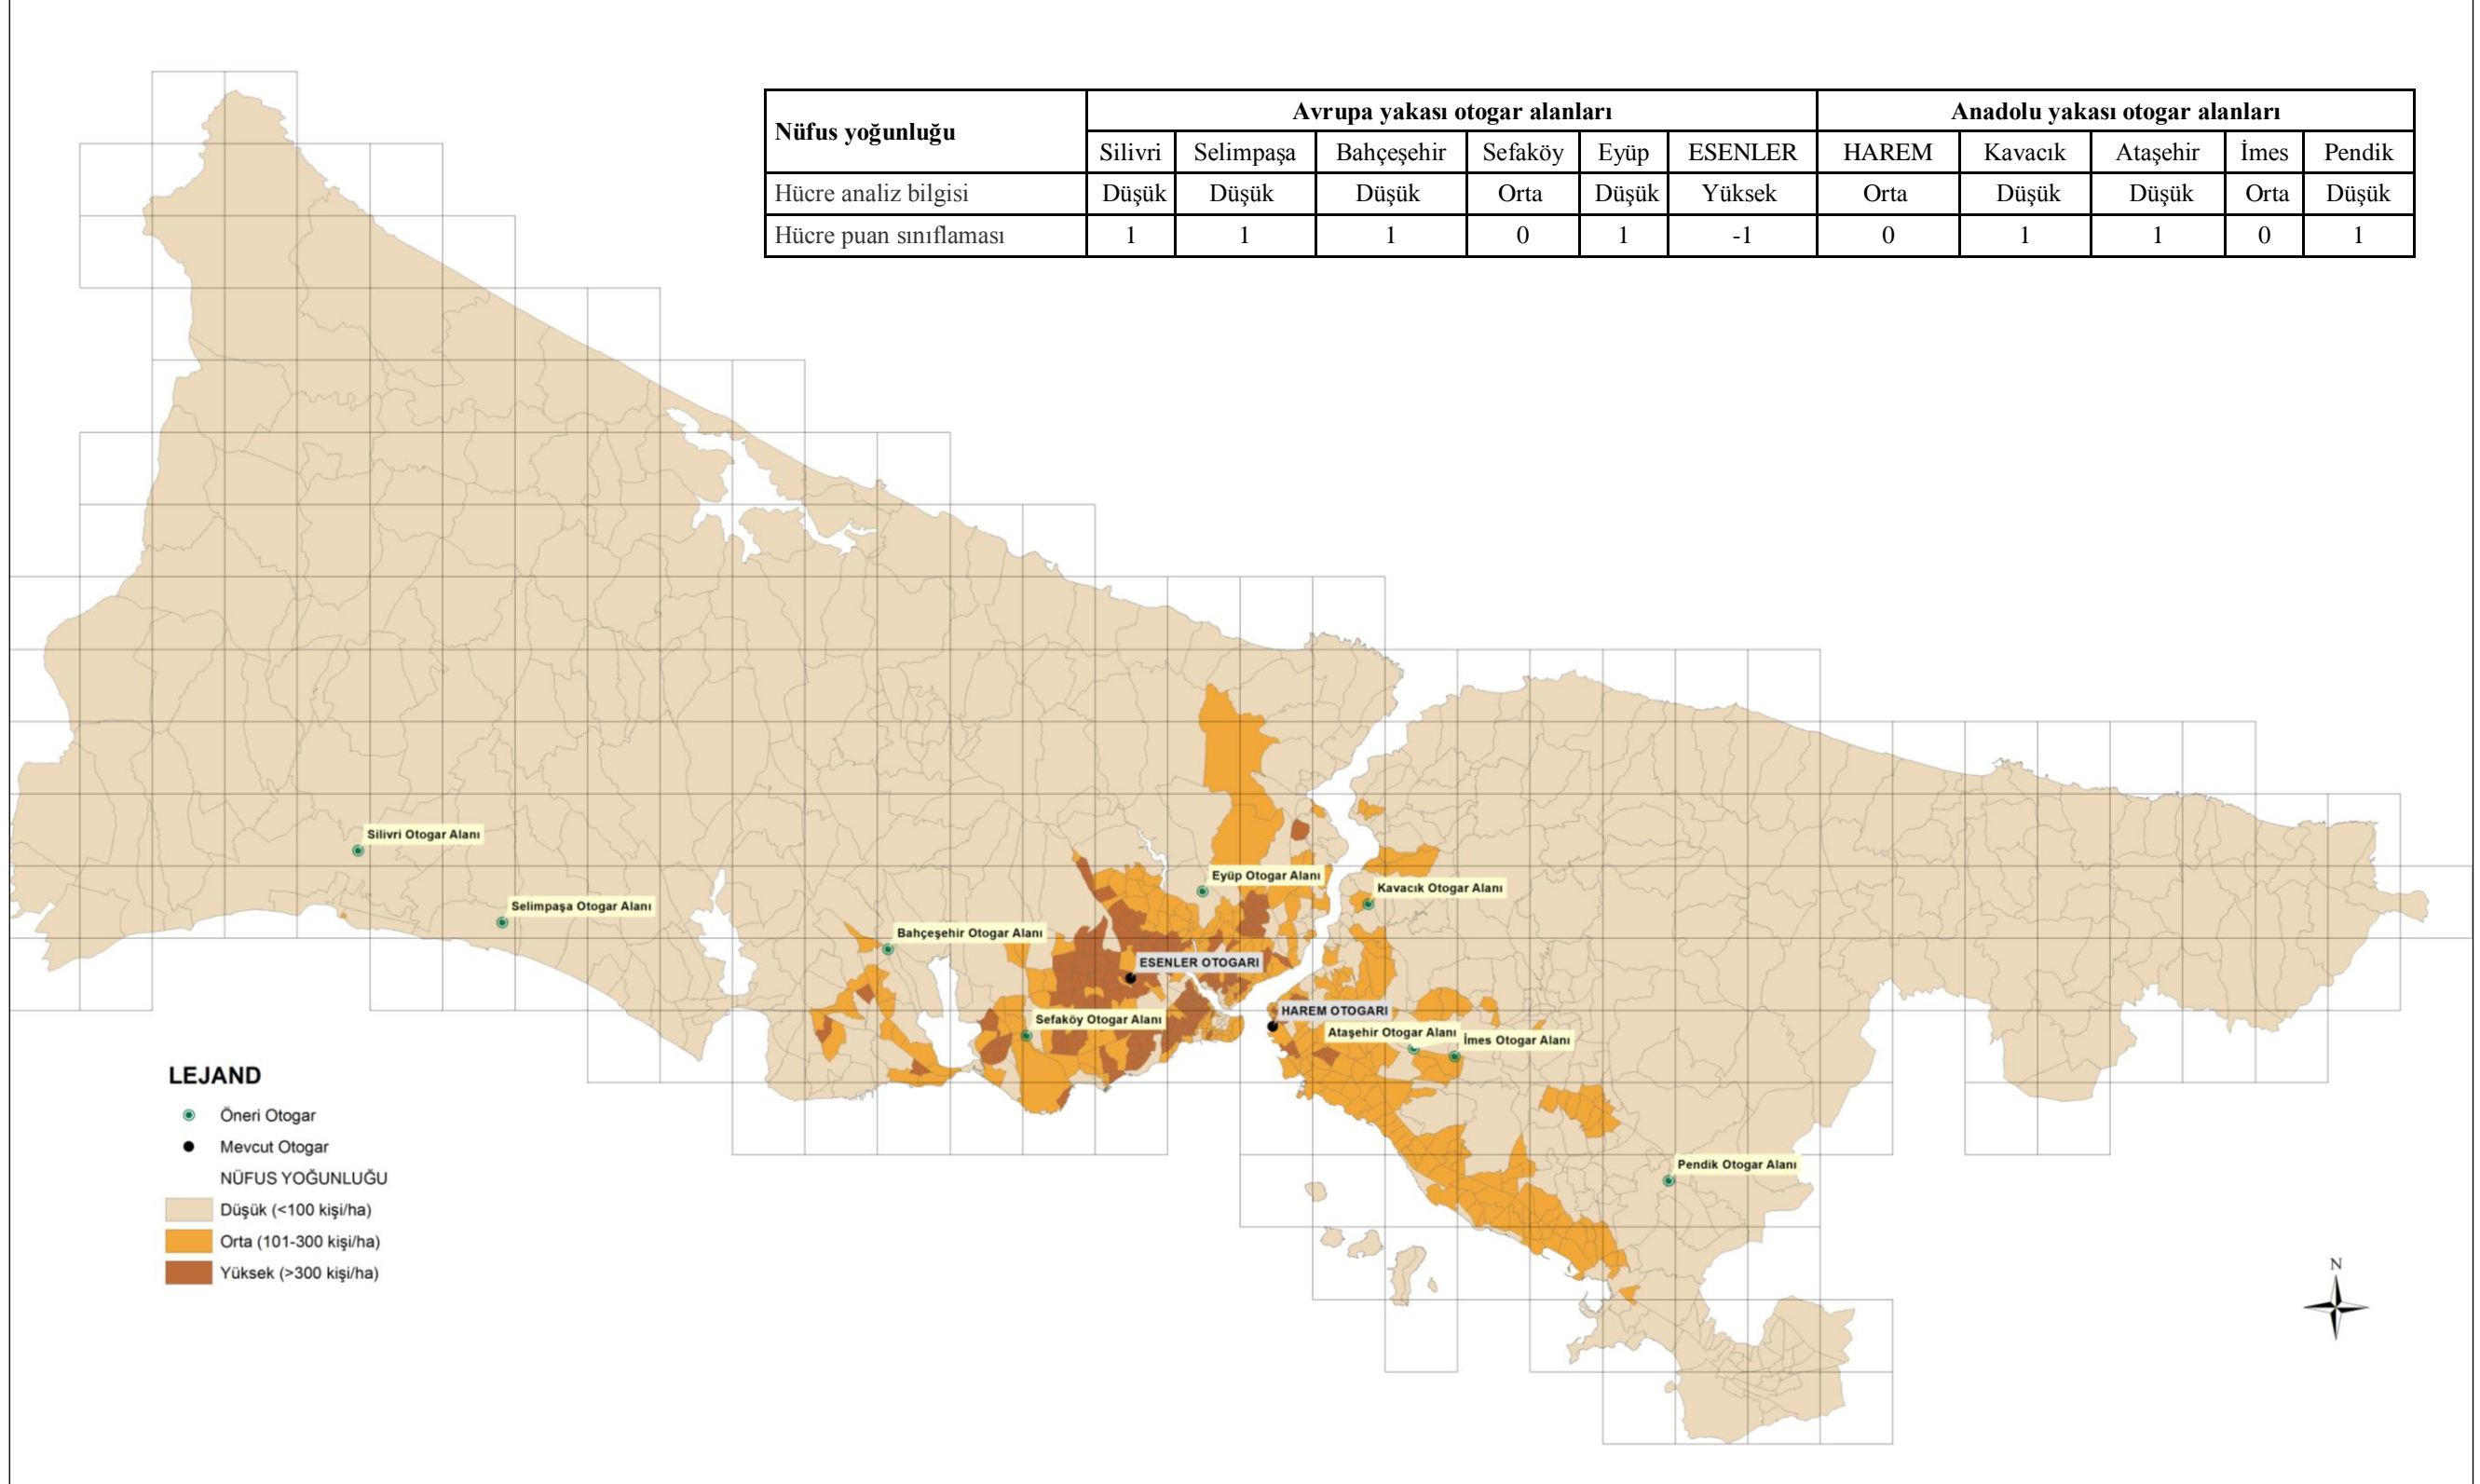 Nüfus yoğunluğu
Avrupa yakası otogar alanları
Anadolu yakası otogar alanları
Silivri Selimpaşa Bahçeşehir Sefaköy Eyüp ESENLER HAREM Kavacık Ataşehir İmes Pendik
Hücre analiz bilgisi Düşük Düşük Düşük Orta Düşük Yüksek Orta Düşük Düşük Orta Düşük
Hücre puan sınıflaması 1 1 1 0 1 -1 0 1 1 0 1
Silivri Otogar Alanı
Selimpaşa Otogar Alanı
Eyüp Otogar Alanı
Kavacık Otogar Alanı
Bahçeşehir Otogar Alanı
ESENLER OTOGARI
HAREM OTOGARI
Sefaköy Otogar Alanı
Ataşehir Otogar Alanı
İmes Otogar Alanı
Pendik Otogar Alanı
LEJAND
Öneri Otogar
Mevcut Otogar
NÜFUS YOĞUNLUĞU
Düşük (<100 kişi/ha)
Orta (101-300 kişi/ha)
Yüksek (>300 kişi/ha)
N